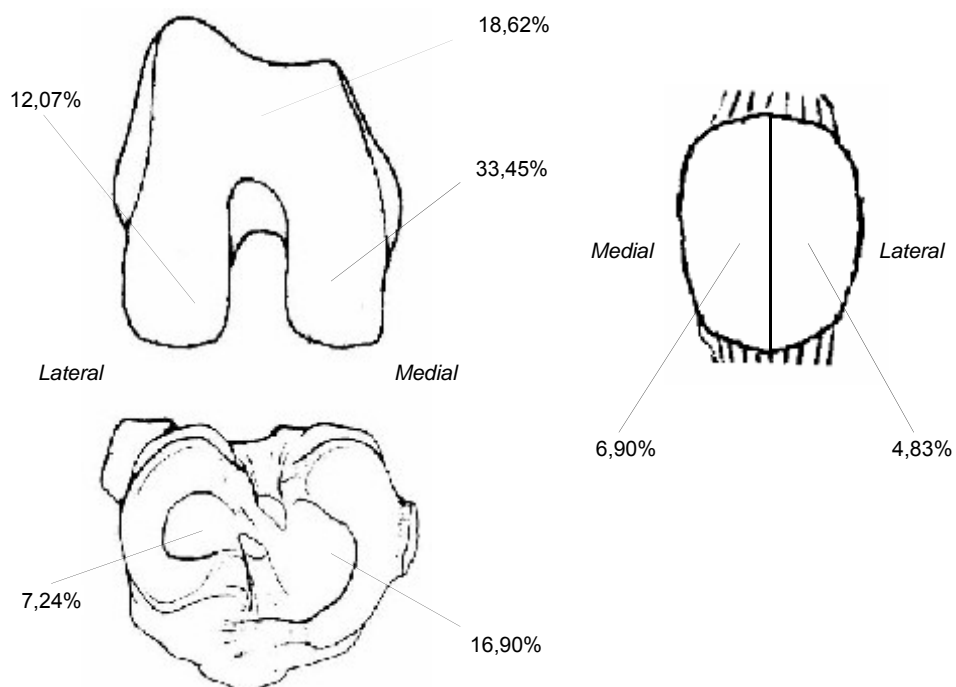 18,62%
12,07%
33,45%
Medial
Lateral
Lateral
Medial
6,90%
4,83%
7,24%
16,90%